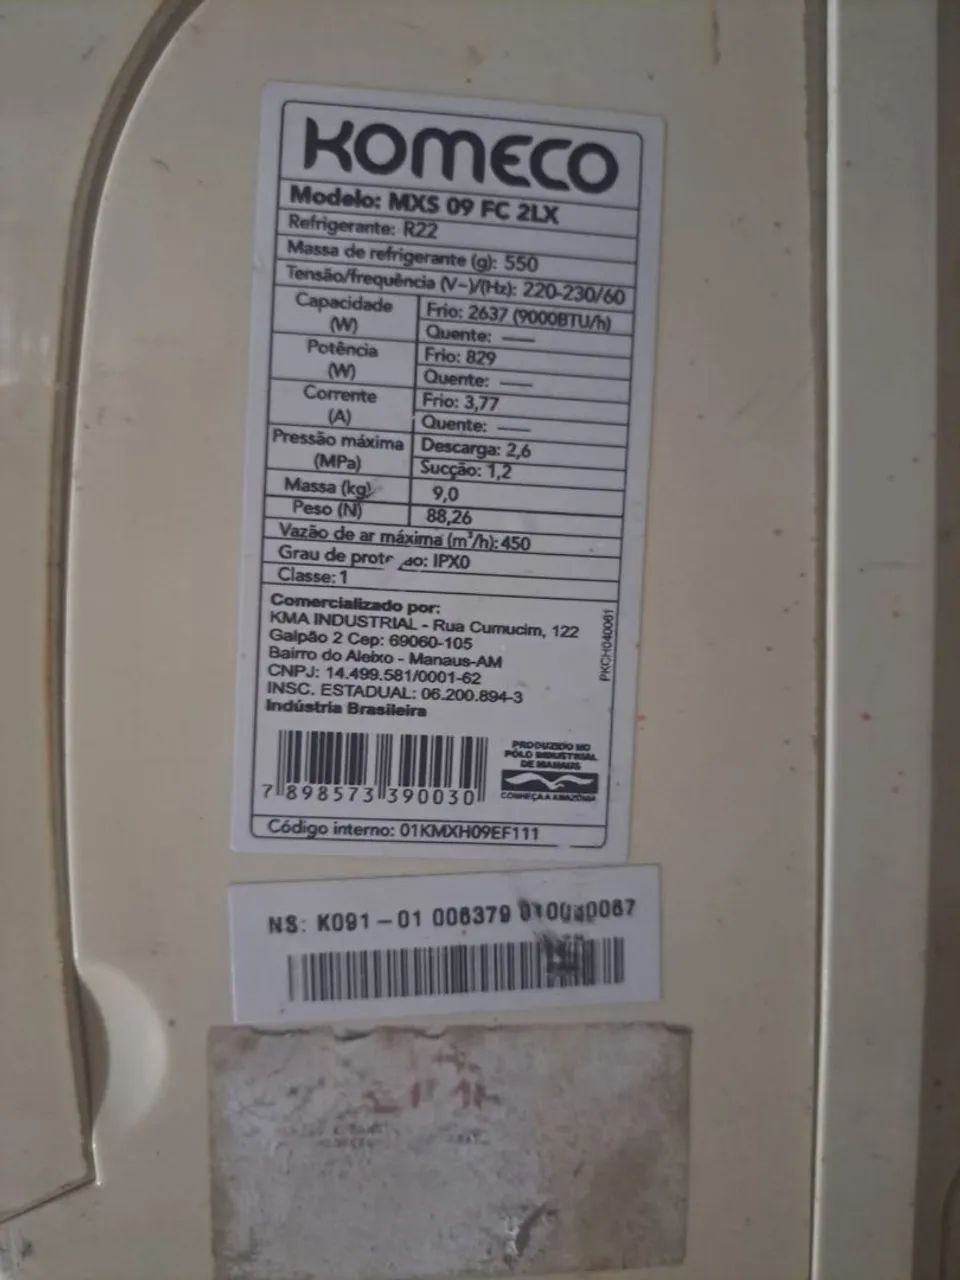 KOMECO
Modelo: MXS 09 FC 2LX
Refrigerante: R22
Massa de refrigerante (g): 550
Tensão/frequência (V~)/(Hz): 220-230/60
Capacidade (W) Frio: 2637 (9000BTU/h)
Quente: —
Potência (W) Frio: 829
Quente: —
Corrente (A) Frio: 3,77
Quente: —
Pressão máxima (MPa) Descarga: 2,6
Sucção: 1,2
Massa (kg) 9,0
Peso (N) 88,26
Vazão de ar máxima (m³/h): 450
Grau de proteção: IPX0
Classe: 1
Comercializado por:
KMA INDUSTRIAL - Rua Cumucim, 122
Galpão 2 Cep: 69060-105
Bairro do Aleixo - Manaus-AM
CNPJ: 14.499.581/0001-62
INSC. ESTADUAL: 06.200.894-3
Indústria Brasileira
PKCH040061
7 898573 390030
PRODUZIDO NO
PÓLO INDUSTRIAL
DE MANAUS
CONHEÇA A AMAZÔNIA
Código interno: 01KMXH09EF111
NS: K091-01 006379